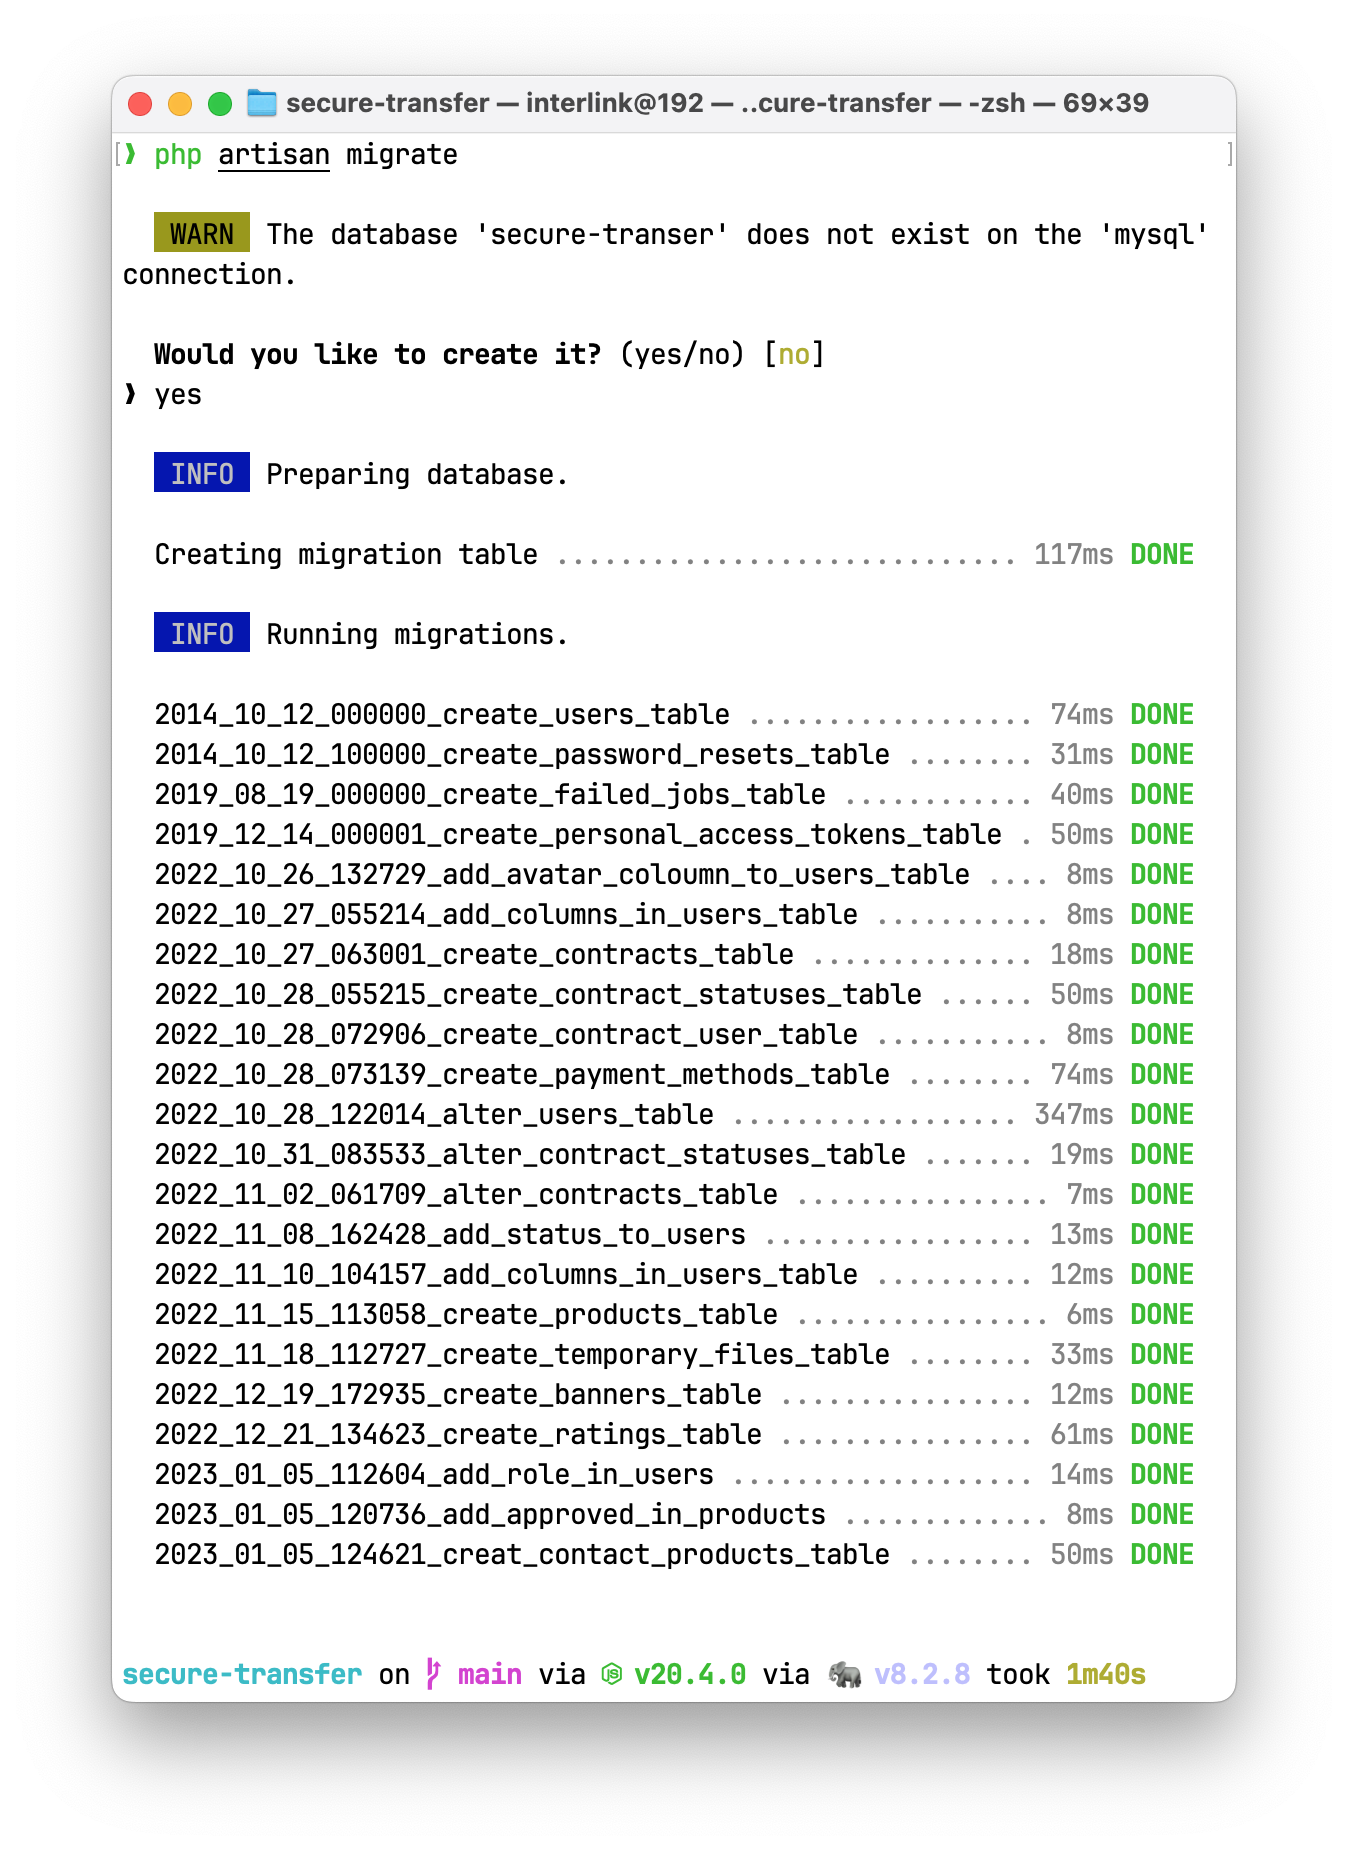 secure-transfer — interlink@192 — ..cure-transfer — -zsh — 69×39
[❱ php artisan migrate ]
WARN The database 'secure-transer' does not exist on the 'mysql'
connection.
Would you like to create it? (yes/no) [no]
❱ yes
INFO Preparing database.
Creating migration table ............................. 117ms DONE
INFO Running migrations.
2014_10_12_000000_create_users_table .................. 74ms DONE
2014_10_12_100000_create_password_resets_table ........ 31ms DONE
2019_08_19_000000_create_failed_jobs_table ............ 40ms DONE
2019_12_14_000001_create_personal_access_tokens_table . 50ms DONE
2022_10_26_132729_add_avatar_coloumn_to_users_table .... 8ms DONE
2022_10_27_055214_add_columns_in_users_table ........... 8ms DONE
2022_10_27_063001_create_contracts_table .............. 18ms DONE
2022_10_28_055215_create_contract_statuses_table ...... 50ms DONE
2022_10_28_072906_create_contract_user_table ........... 8ms DONE
2022_10_28_073139_create_payment_methods_table ........ 74ms DONE
2022_10_28_122014_alter_users_table .................. 347ms DONE
2022_10_31_083533_alter_contract_statuses_table ....... 19ms DONE
2022_11_02_061709_alter_contracts_table ................ 7ms DONE
2022_11_08_162428_add_status_to_users ................. 13ms DONE
2022_11_10_104157_add_columns_in_users_table .......... 12ms DONE
2022_11_15_113058_create_products_table ................ 6ms DONE
2022_11_18_112727_create_temporary_files_table ........ 33ms DONE
2022_12_19_172935_create_banners_table ................ 12ms DONE
2022_12_21_134623_create_ratings_table ................ 61ms DONE
2023_01_05_112604_add_role_in_users ................... 14ms DONE
2023_01_05_120736_add_approved_in_products ............. 8ms DONE
2023_01_05_124621_creat_contact_products_table ........ 50ms DONE
secure-transfer on main via v20.4.0 via 🐘 v8.2.8 took 1m40s